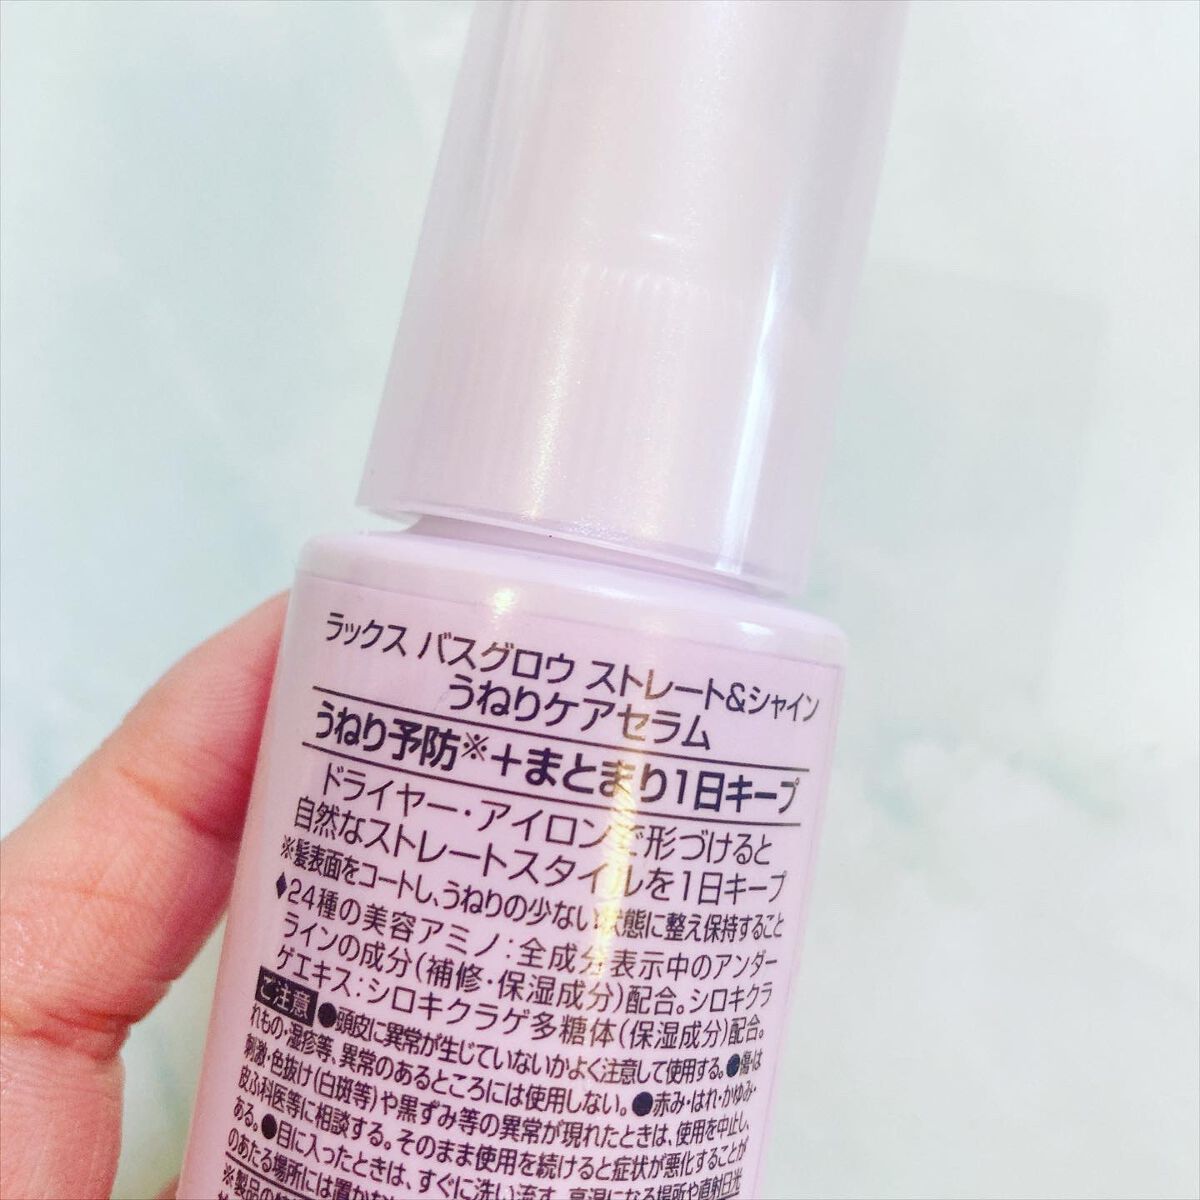 ラックス バスグロウ ストレート&シャイン
うねりケアセラム
うねり予防※+まとまり1日キープ
ドライヤー・アイロンで形づけると
自然なストレートスタイルを1日キープ
※髪表面をコートし、うねりの少ない状態に整え保持すること
◆24種の美容アミノ:全成分表示中のアンダー
ラインの成分(補修・保湿成分)配合。シロキクラ
ゲエキス:シロキクラゲ多糖体(保湿成分)配合。
ご注意 ●頭皮に異常が生じていないかよく注意して使用する。●傷・は
れもの・湿疹等、異常のあるところには使用しない。●赤み・はれ・かゆみ・
刺激・色抜け(白斑等)や黒ずみ等の異常が現れたときは、使用を中止し、
皮ふ科医等に相談する。そのまま使用を続けると症状が悪化することが
ある。●目に入ったときは、すぐに洗い流す。高温になる場所や直射日光
のあたる場所には置かな
※製品の